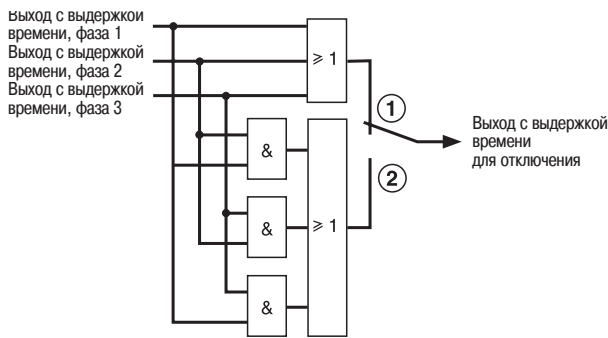 Выход с выдержкой
времени, фаза 1
Выход с выдержкой
времени, фаза 2
Выход с выдержкой
времени, фаза 3
⩾ 1
1
Выход с выдержкой
времени
для отключения
&
2
&
⩾ 1
&